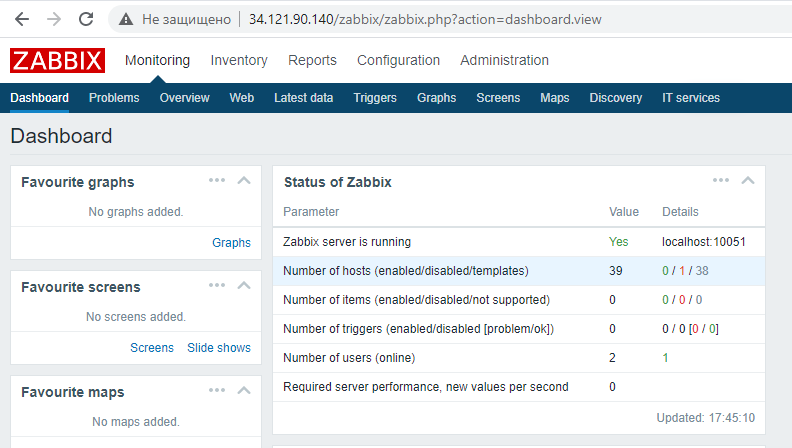 Не защищено | 34.121.90.140/zabbix/zabbix.php?action=dashboard.view
ZABBIX Monitoring Inventory Reports Configuration Administration
Dashboard Problems Overview Web Latest data Triggers Graphs Screens Maps Discovery IT services
Dashboard
Favourite graphs
No graphs added.
Graphs
Favourite screens
No screens added.
Screens Slide shows
Favourite maps
No maps added.
Status of Zabbix
Parameter Value Details
Zabbix server is running Yes localhost:10051
Number of hosts (enabled/disabled/templates) 39 0 / 1 / 38
Number of items (enabled/disabled/not supported) 0 0 / 0 / 0
Number of triggers (enabled/disabled [problem/ok]) 0 0 / 0 [0 / 0]
Number of users (online) 2 1
Required server performance, new values per second 0
Updated: 17:45:10